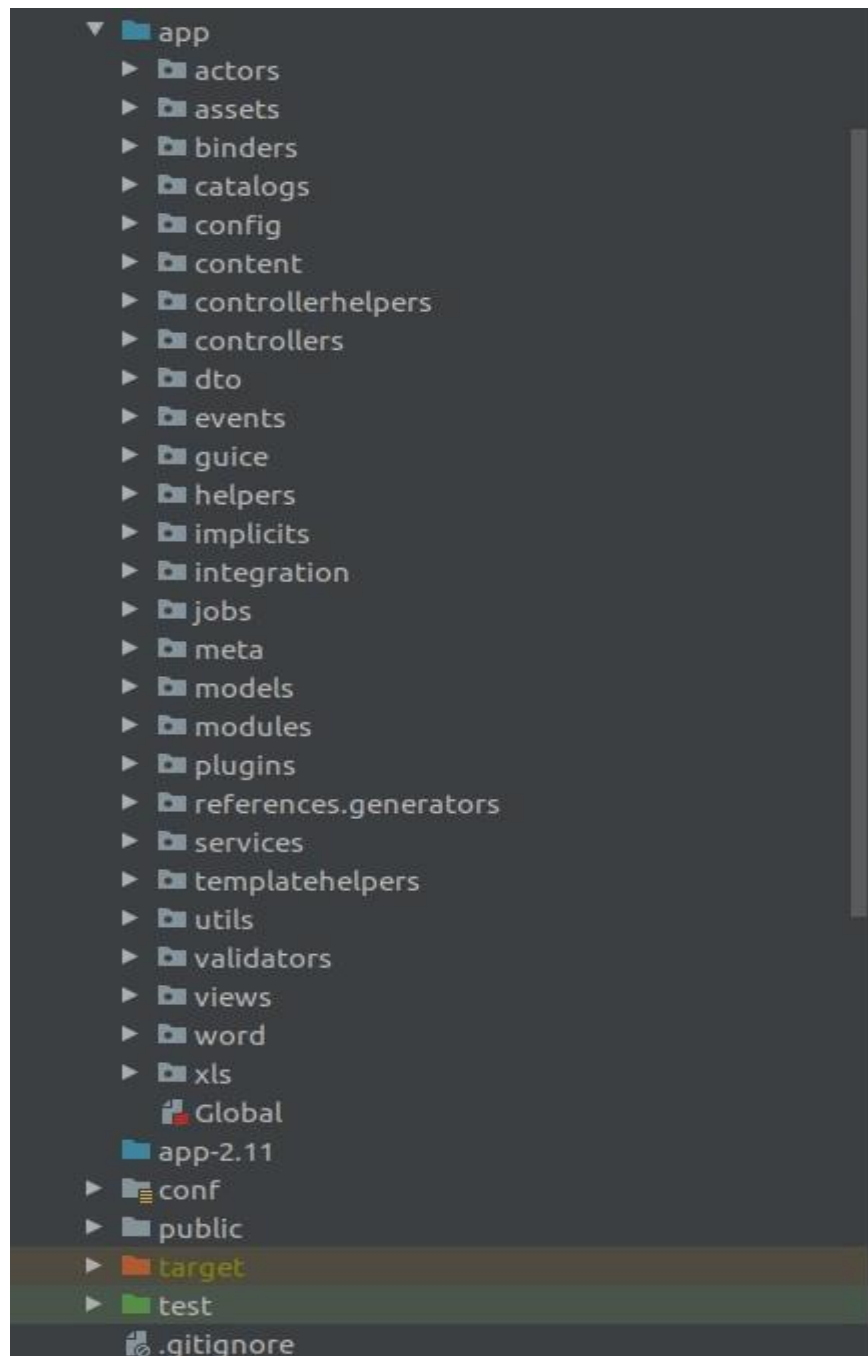 app
actors
assets
binders
catalogs
config
content
controllerhelpers
controllers
dto
events
guice
helpers
implicits
integration
jobs
meta
models
modules
plugins
references.generators
services
templatehelpers
utils
validators
views
word
xls
Global
app-2.11
conf
public
target
test
.gitignore